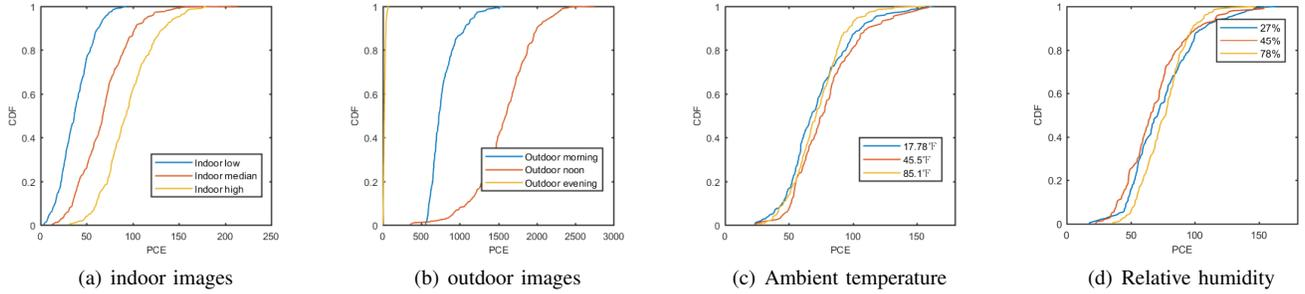 1
0.8
0.6
0.4
0.2
0
CDF
Indoor low
Indoor median
Indoor high
0 50 100 150 200 250
PCE
(a) indoor images
1
0.8
0.6
0.4
0.2
0
CDF
Outdoor morning
Outdoor noon
Outdoor evening
0 500 1000 1500 2000 2500 3000
PCE
(b) outdoor images
1
0.8
0.6
0.4
0.2
0
CDF
17.78°F
45.5°F
85.1°F
0 50 100 150
PCE
(c) Ambient temperature
1
0.8
0.6
0.4
0.2
0
CDF
27%
45%
78%
0 50 100 150
PCE
(d) Relative humidity